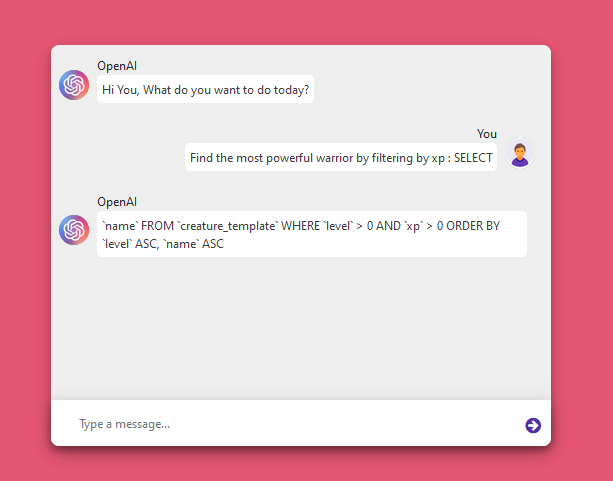 OpenAI
Hi You, What do you want to do today?
You
Find the most powerful warrior by filtering by xp : SELECT
OpenAI
`name` FROM `creature_template` WHERE `level` > 0 AND `xp` > 0 ORDER BY
`level` ASC, `name` ASC
Type a message...